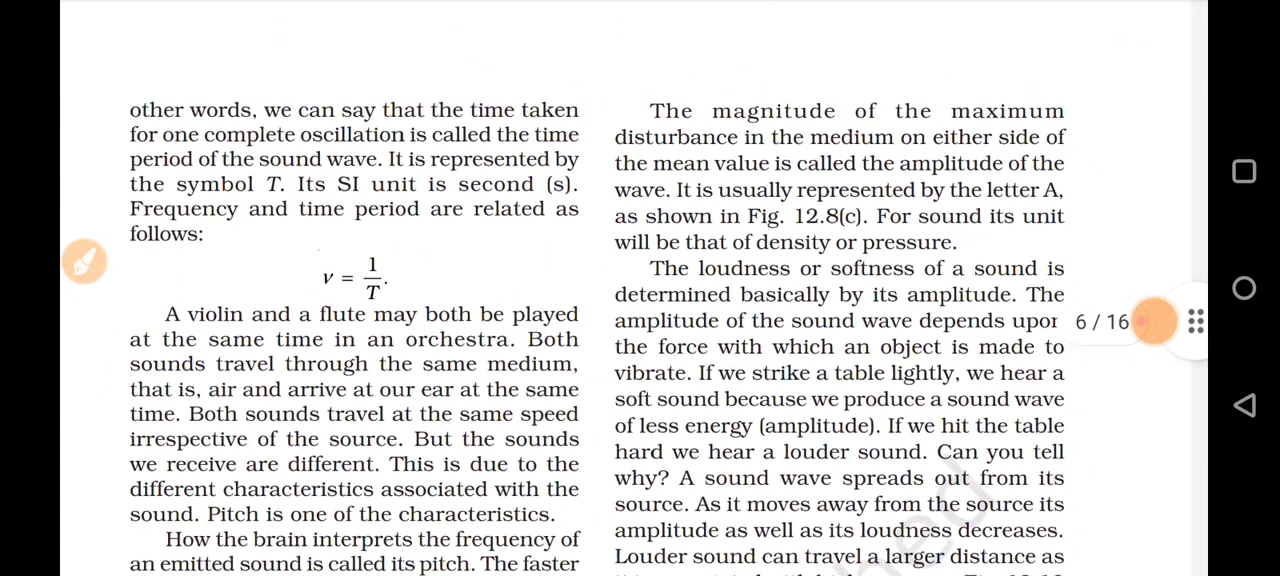 other words, we can say that the time taken
for one complete oscillation is called the time
period of the sound wave. It is represented by
the symbol T. Its SI unit is second (s).
Frequency and time period are related as
follows:
ν = 1/T.
A violin and a flute may both be played
at the same time in an orchestra. Both
sounds travel through the same medium,
that is, air and arrive at our ear at the same
time. Both sounds travel at the same speed
irrespective of the source. But the sounds
we receive are different. This is due to the
different characteristics associated with the
sound. Pitch is one of the characteristics.
How the brain interprets the frequency of
an emitted sound is called its pitch. The faster
The magnitude of the maximum
disturbance in the medium on either side of
the mean value is called the amplitude of the
wave. It is usually represented by the letter A,
as shown in Fig. 12.8(c). For sound its unit
will be that of density or pressure.
The loudness or softness of a sound is
determined basically by its amplitude. The
amplitude of the sound wave depends upon
the force with which an object is made to
vibrate. If we strike a table lightly, we hear a
soft sound because we produce a sound wave
of less energy (amplitude). If we hit the table
hard we hear a louder sound. Can you tell
why? A sound wave spreads out from its
source. As it moves away from the source its
amplitude as well as its loudness decreases.
Louder sound can travel a larger distance as
6 / 16